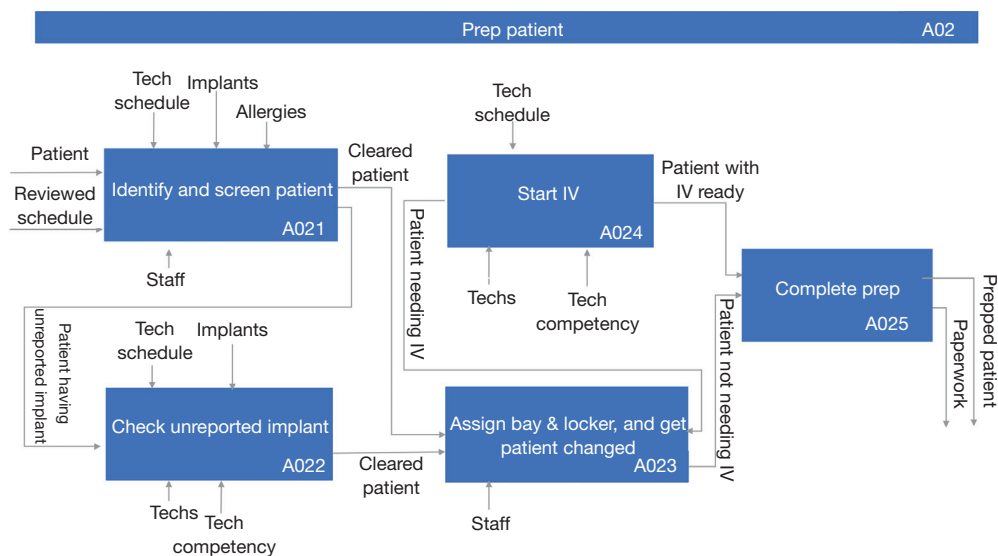 Prep patient A02
Tech
schedule
Implants
Allergies
Patient
Reviewed
schedule
Identify and screen patient
A021
Staff
Cleared
patient
Tech
schedule
Start IV
A024
Techs
Tech
competency
Patient with
IV ready
Patient needing IV
Patient not needing IV
Complete prep
A025
Prepped patient
Paperwork
Patient having
unreported implant
Tech
schedule
Implants
Check unreported implant
A022
Techs
Tech
competency
Cleared
patient
Assign bay & locker, and get
patient changed
A023
Staff